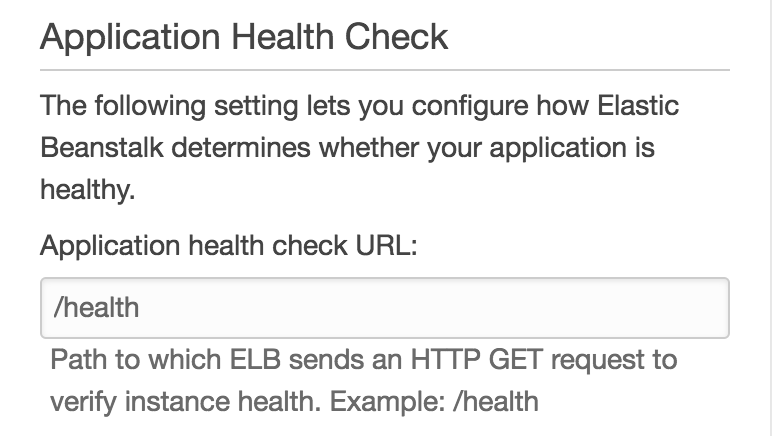 Application Health Check
The following setting lets you configure how Elastic
Beanstalk determines whether your application is
healthy.
Application health check URL:
/health
Path to which ELB sends an HTTP GET request to
verify instance health. Example: /health